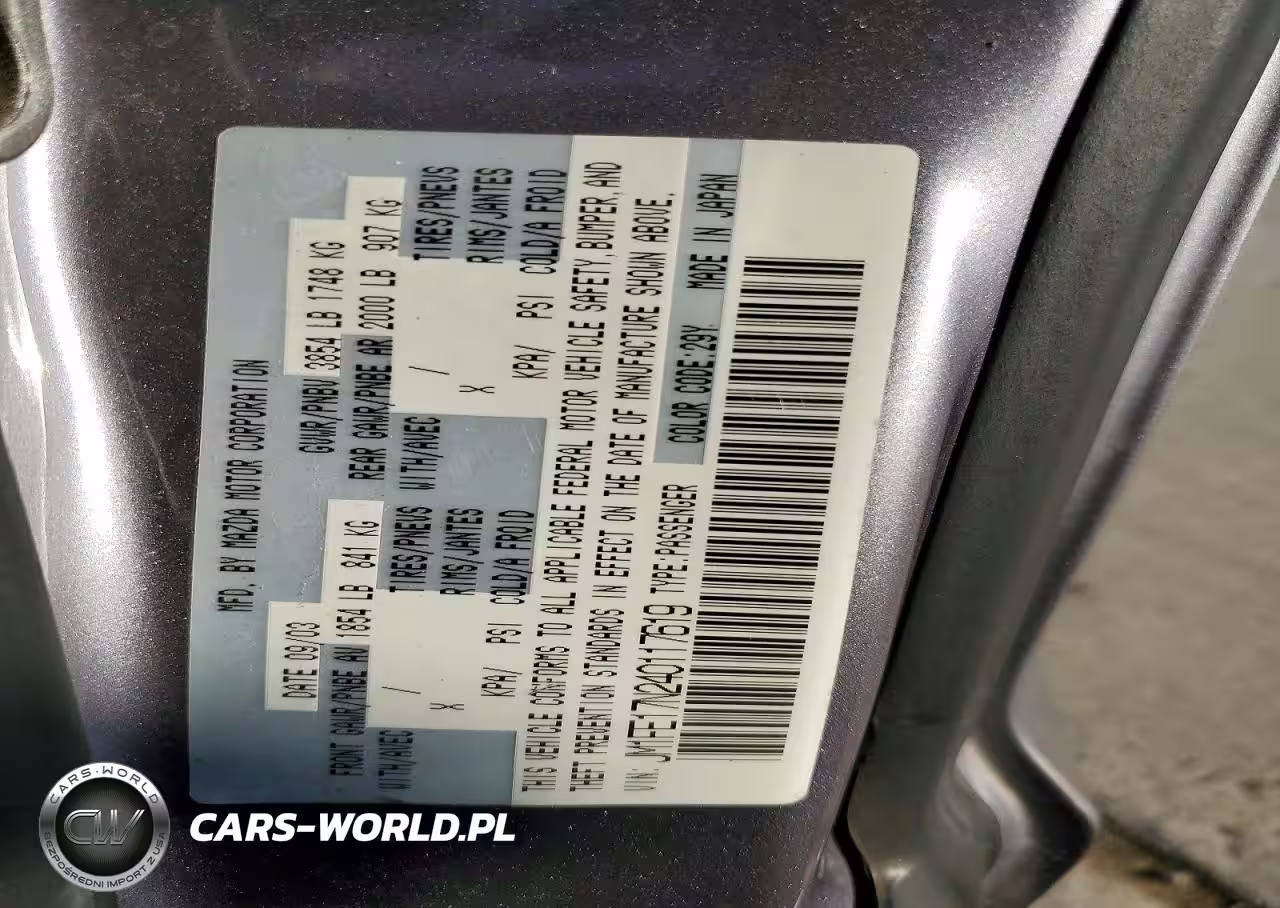 MFD. BY MAZDA MOTOR CORPORATION
DATE 09/03 GVWR/PNBV 3854 LB 1748 KG
FRONT GAWR/PNBE AV 1854 LB 841 KG REAR GAWR/PNBE AR 2000 LB 907 KG
WITH/AVEC / TIRES/PNEUS WITH/AVEC / TIRES/PNEUS
X RIMS/JANTES X RIMS/JANTES
KPA/ PSI COLD/A FROID KPA/ PSI COLD/A FROID
THIS VEHICLE CONFORMS TO ALL APPLICABLE FEDERAL MOTOR VEHICLE SAFETY, BUMPER, AND
THEFT PREVENTION STANDARDS IN EFFECT ON THE DATE OF MANUFACTURE SHOWN ABOVE.
VIN: JM1FE17N240117619 TYPE:PASSENGER COLOR CODE:29Y MADE IN JAPAN
CARS-WORLD
CW
BEZPOŚREDNI IMPORT Z USA
CARS-WORLD.PL